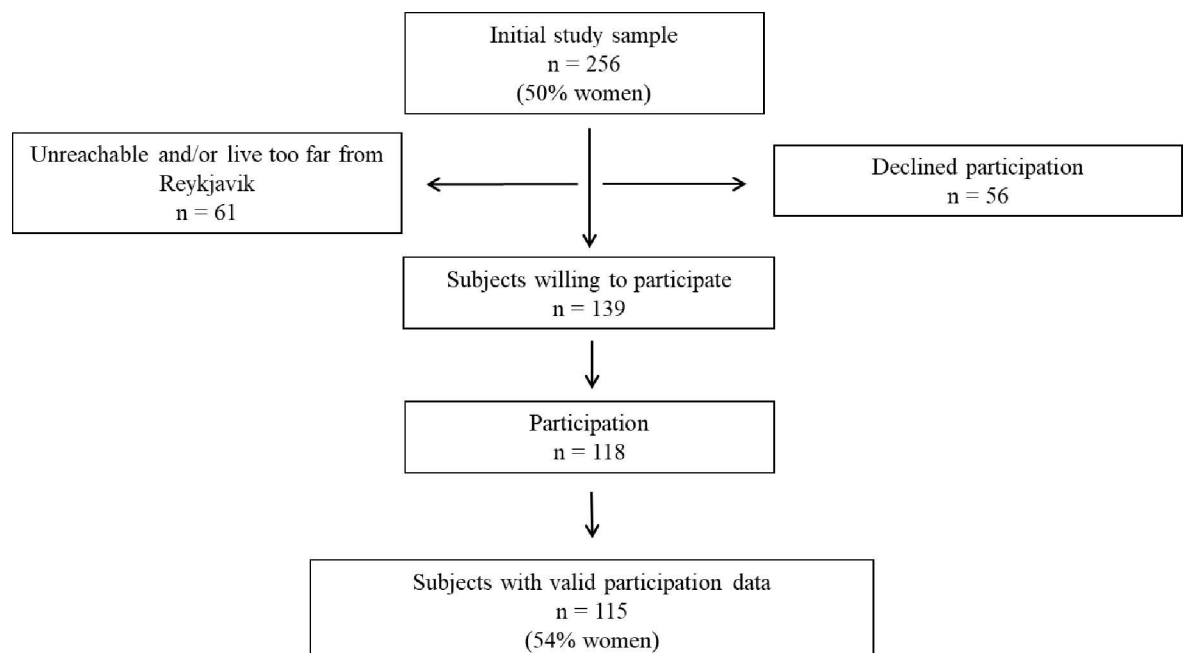 Initial study sample
n = 256
(50% women)
Unreachable and/or live too far from
Reykjavik
n = 61
Declined participation
n = 56
Subjects willing to participate
n = 139
Participation
n = 118
Subjects with valid participation data
n = 115
(54% women)